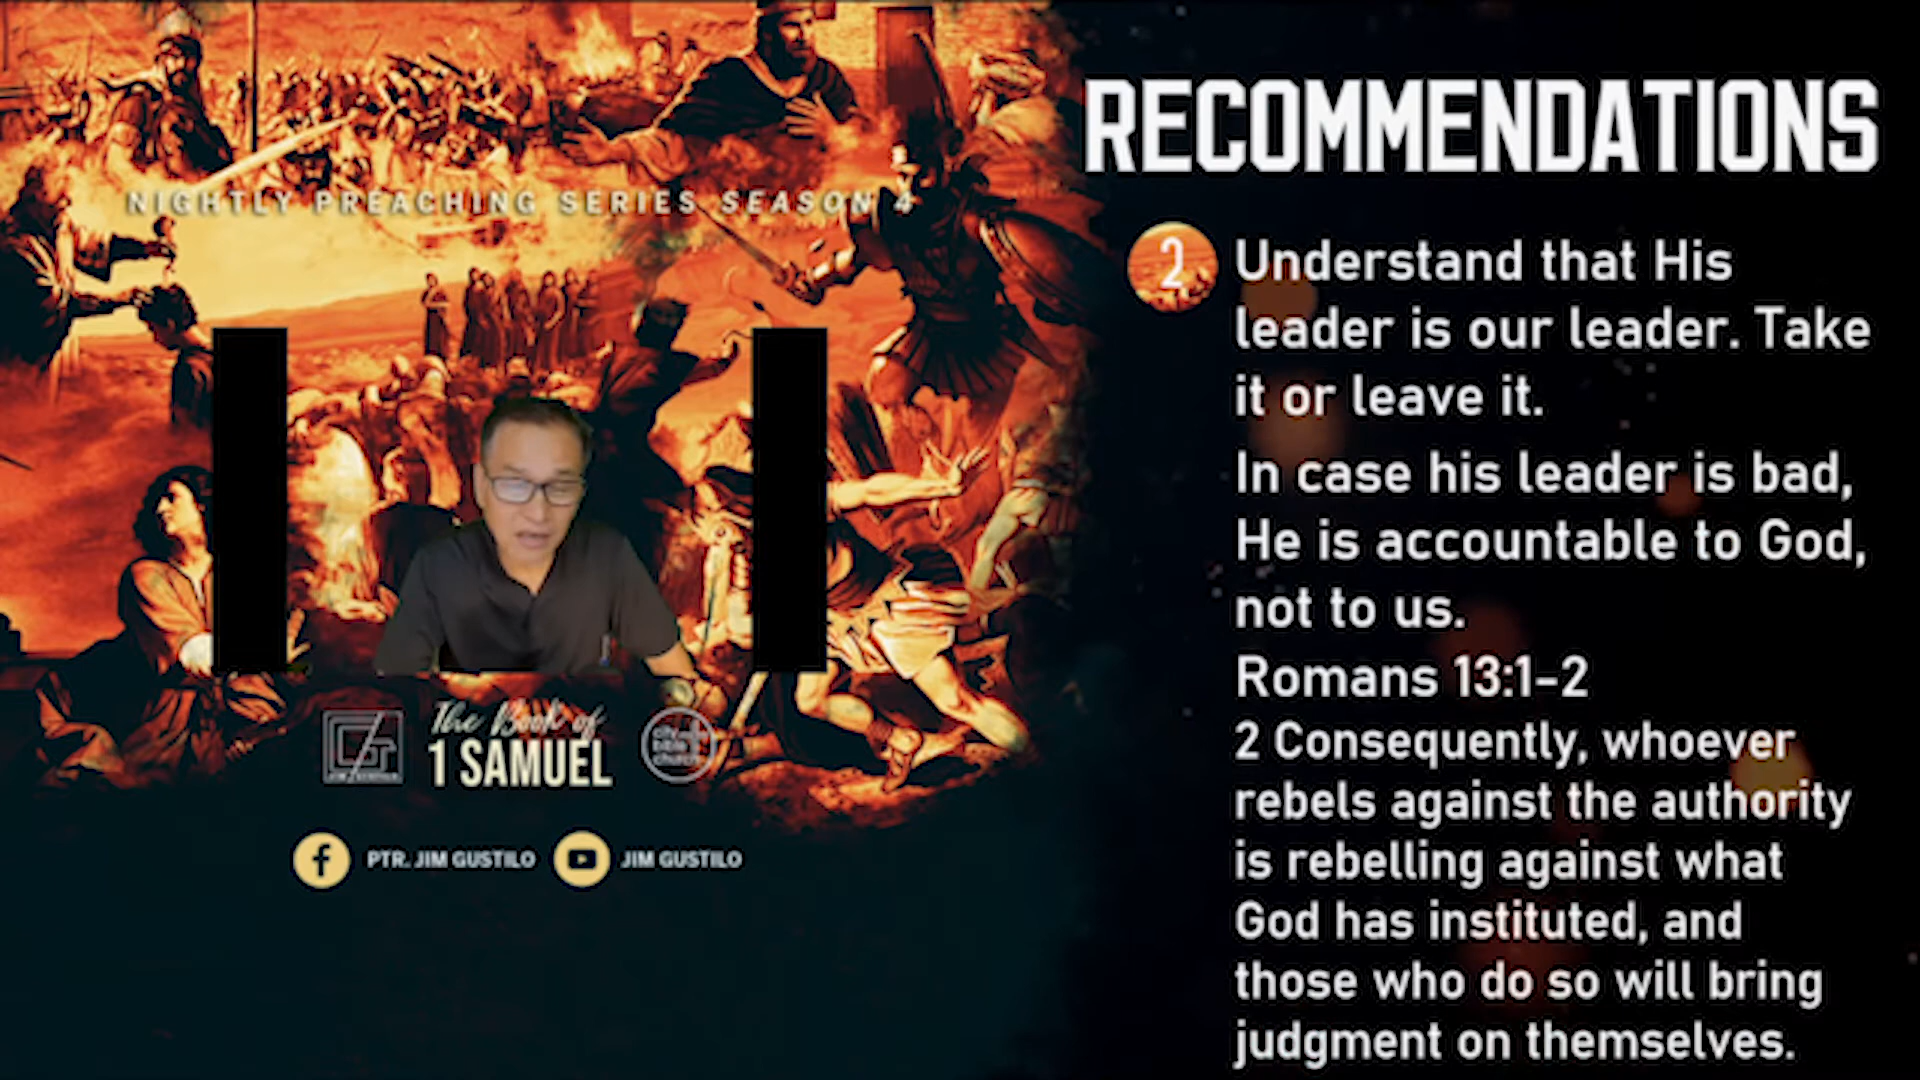 NIGHTLY PREACHING SERIES SEASON 4
The Book of
1 SAMUEL
city
bible
church
PTR. JIM GUSTILO
JIM GUSTILO
RECOMMENDATIONS
2 Understand that His
leader is our leader. Take
it or leave it.
In case his leader is bad,
He is accountable to God,
not to us.
Romans 13:1-2
2 Consequently, whoever
rebels against the authority
is rebelling against what
God has instituted, and
those who do so will bring
judgment on themselves.